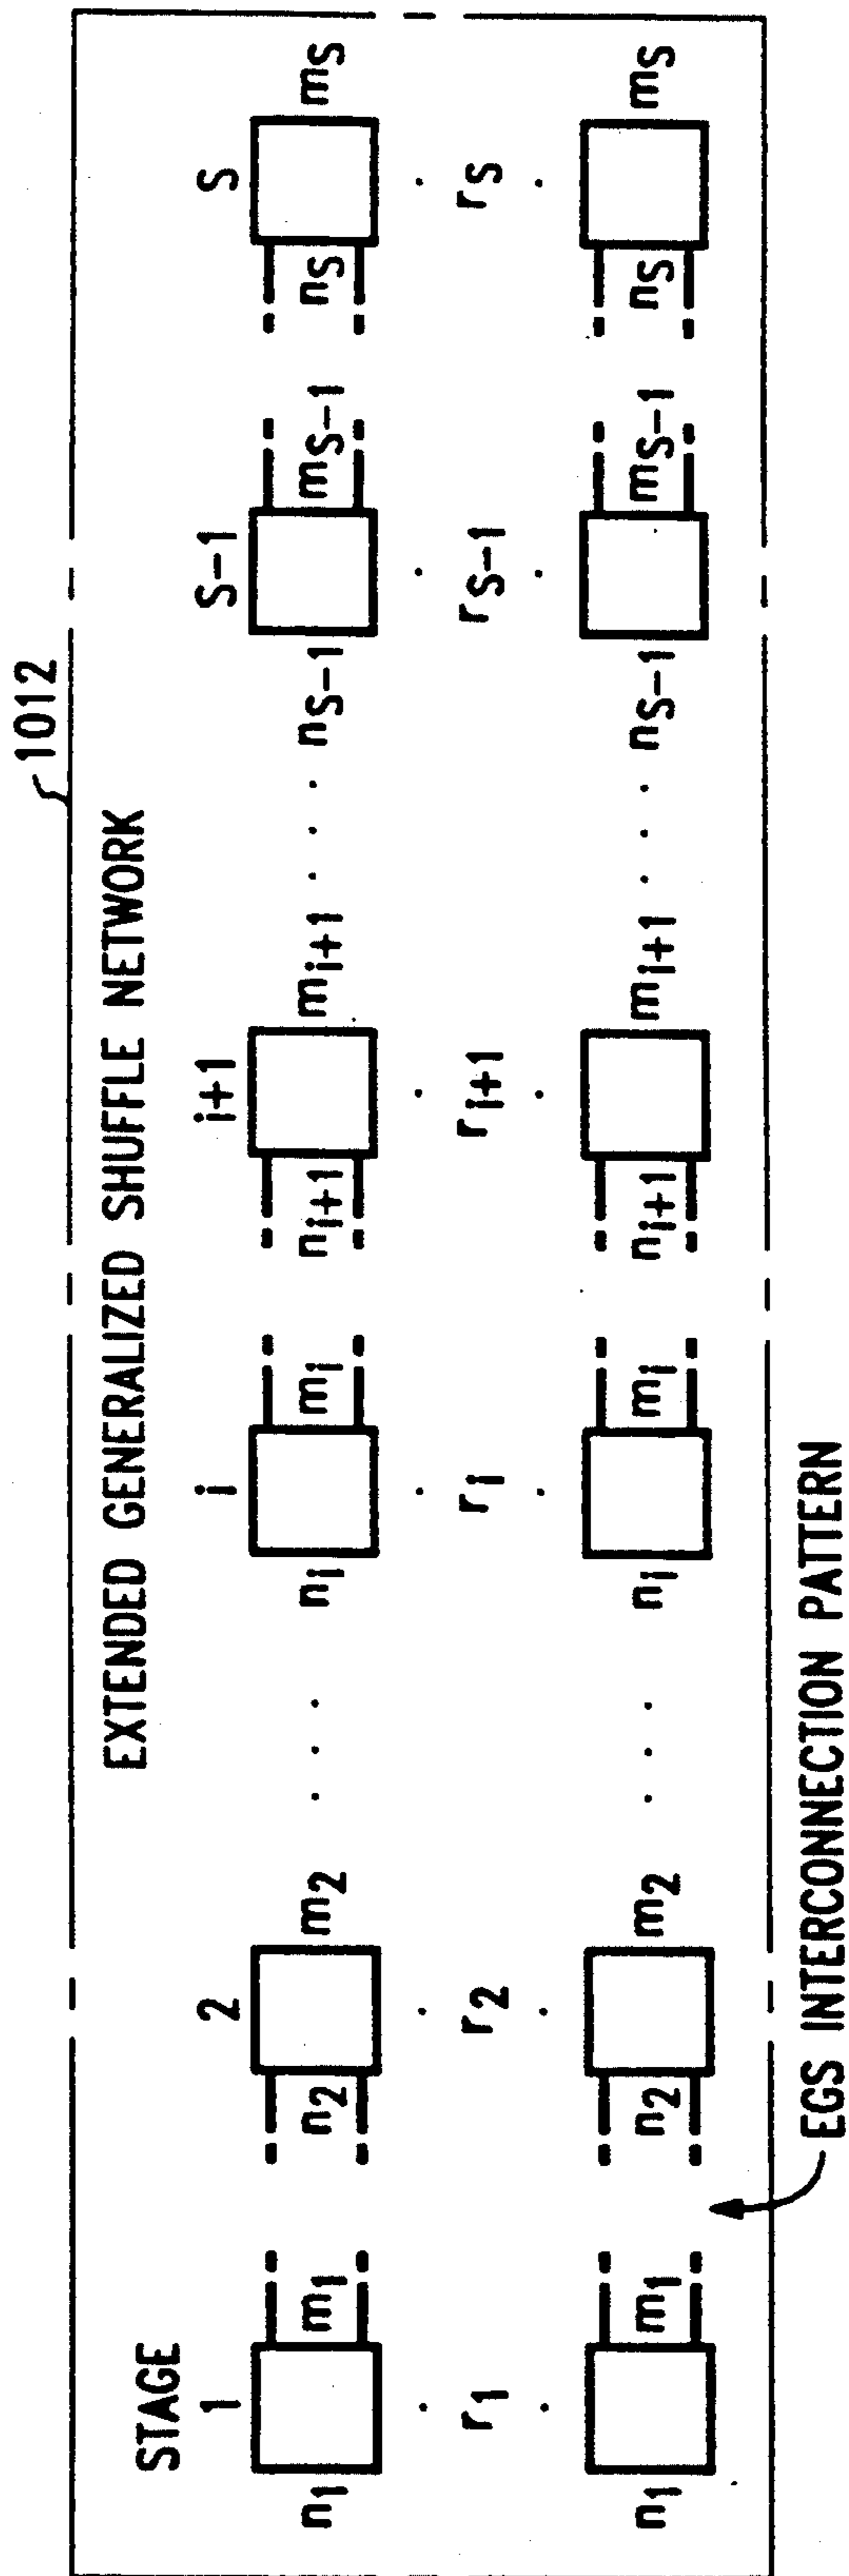 1012
EXTENDED GENERALIZED SHUFFLE NETWORK
STAGE
1 2 i i+1 S-1 S
n1 m1 n2 m2 . . . ni mi ni+1 mi+1 . . . nS-1 mS-1 nS mS
r1 r2 ri ri+1 rS-1 rS
n1 m1 n2 m2 . . . ni mi ni+1 mi+1 . . . nS-1 mS-1 nS mS
EGS INTERCONNECTION PATTERN